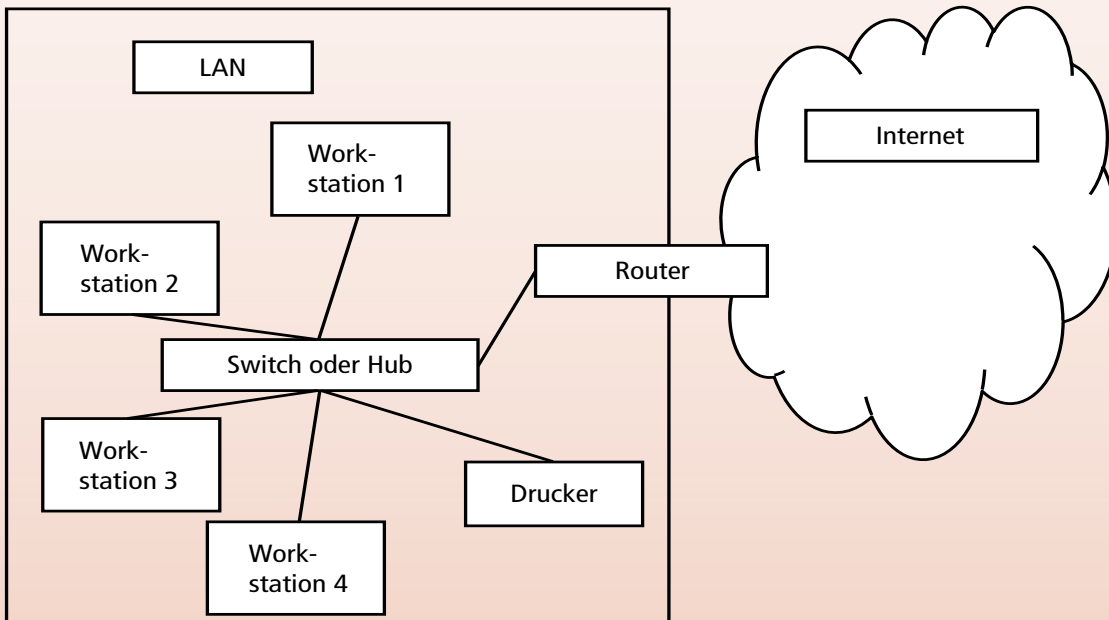 LAN
Internet
Work-
station 1
Work-
station 2
Router
Switch oder Hub
Work-
station 3
Drucker
Work-
station 4